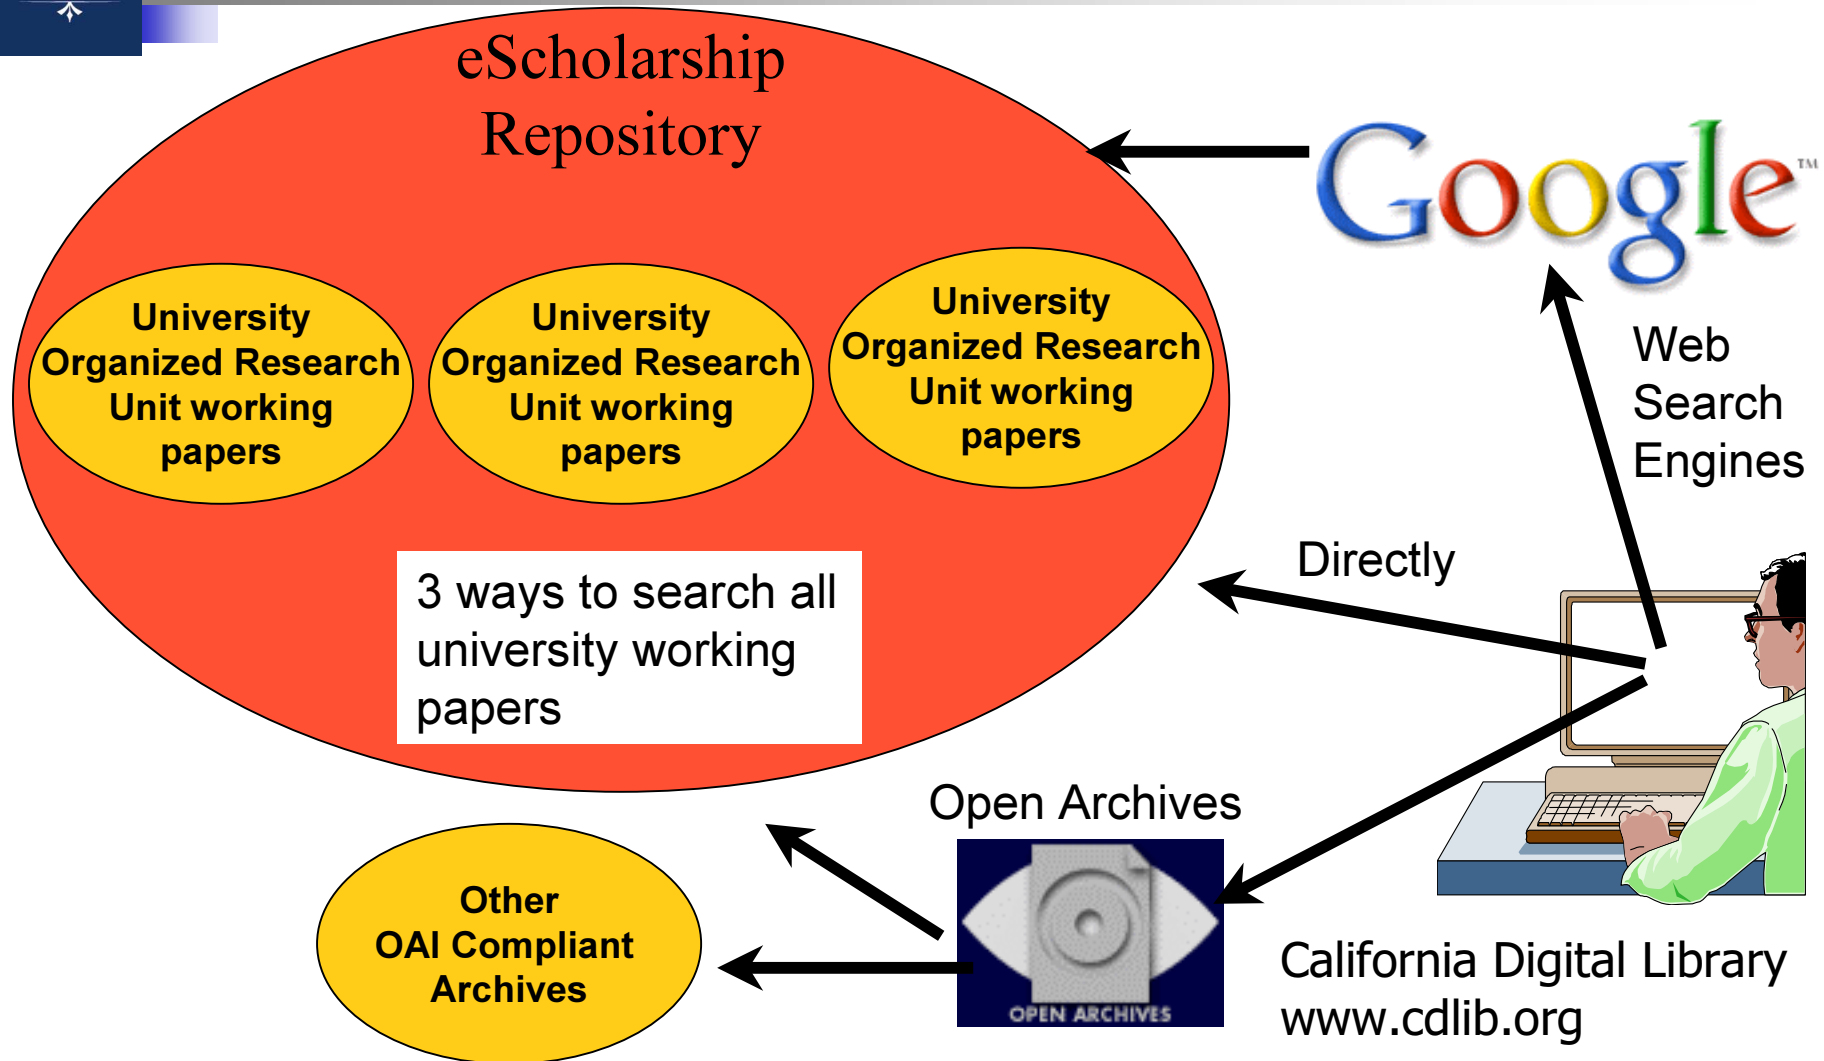 eScholarship
Repository
Google™
University
Organized Research
Unit working
papers
University
Organized Research
Unit working
papers
University
Organized Research
Unit working
papers
Web
Search
Engines
Directly
3 ways to search all
university working
papers
Open Archives
OPEN ARCHIVES
Other
OAI Compliant
Archives
California Digital Library
www.cdlib.org